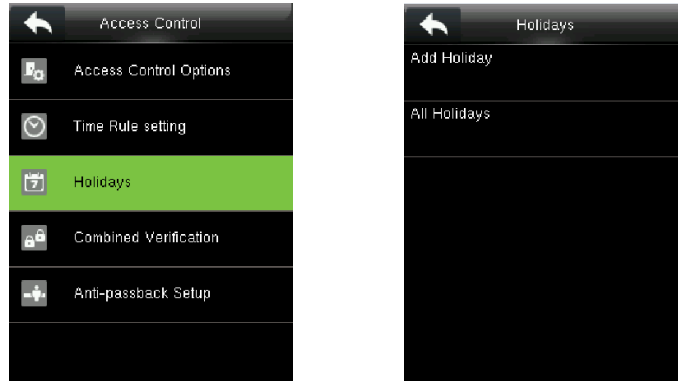 Access Control
Access Control Options
Time Rule setting
Holidays
7
Combined Verification
Anti-passback Setup
Holidays
Add Holiday
All Holidays